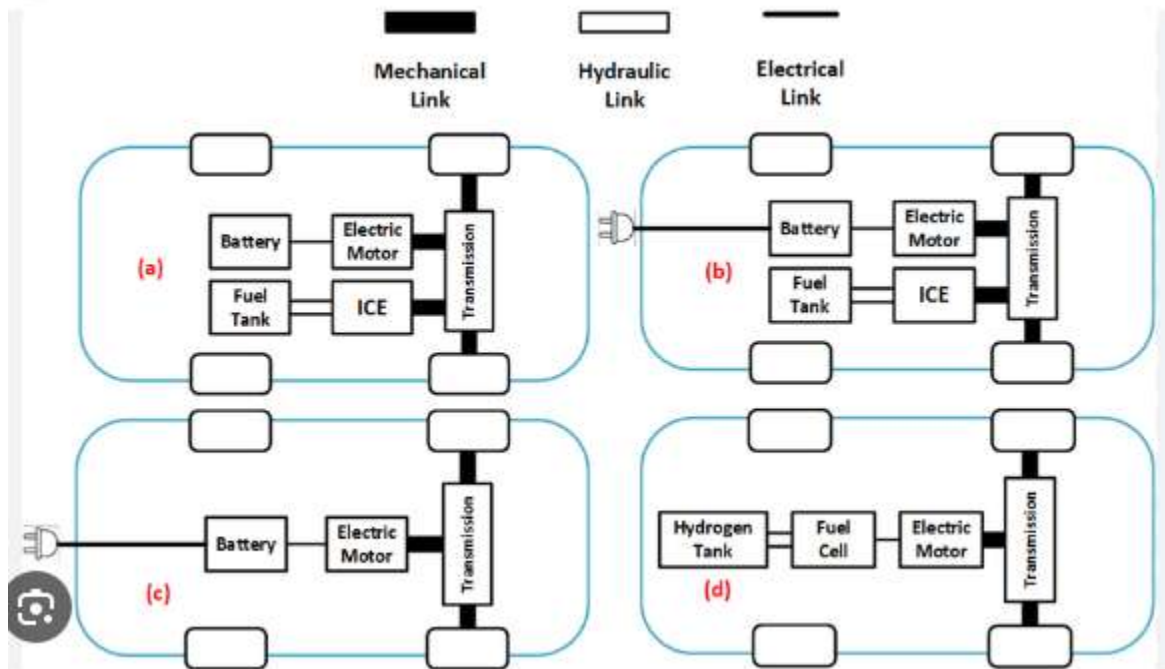 Mechanical
Link
Hydraulic
Link
Electrical
Link
(a)
Battery
Electric
Motor
Fuel
Tank
ICE
Transmission
(b)
Battery
Electric
Motor
Fuel
Tank
ICE
Transmission
(c)
Battery
Electric
Motor
Transmission
(d)
Hydrogen
Tank
Fuel
Cell
Electric
Motor
Transmission